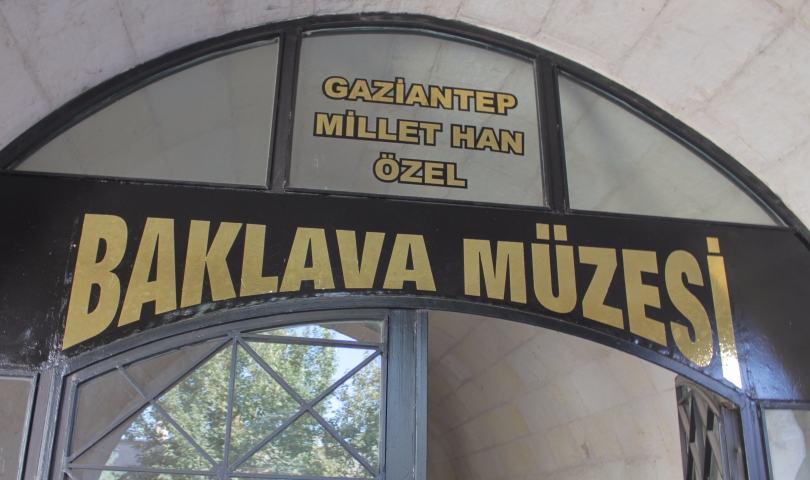 GAZİANTEP
MİLLET HAN
ÖZEL
BAKLAVA MÜZESİ